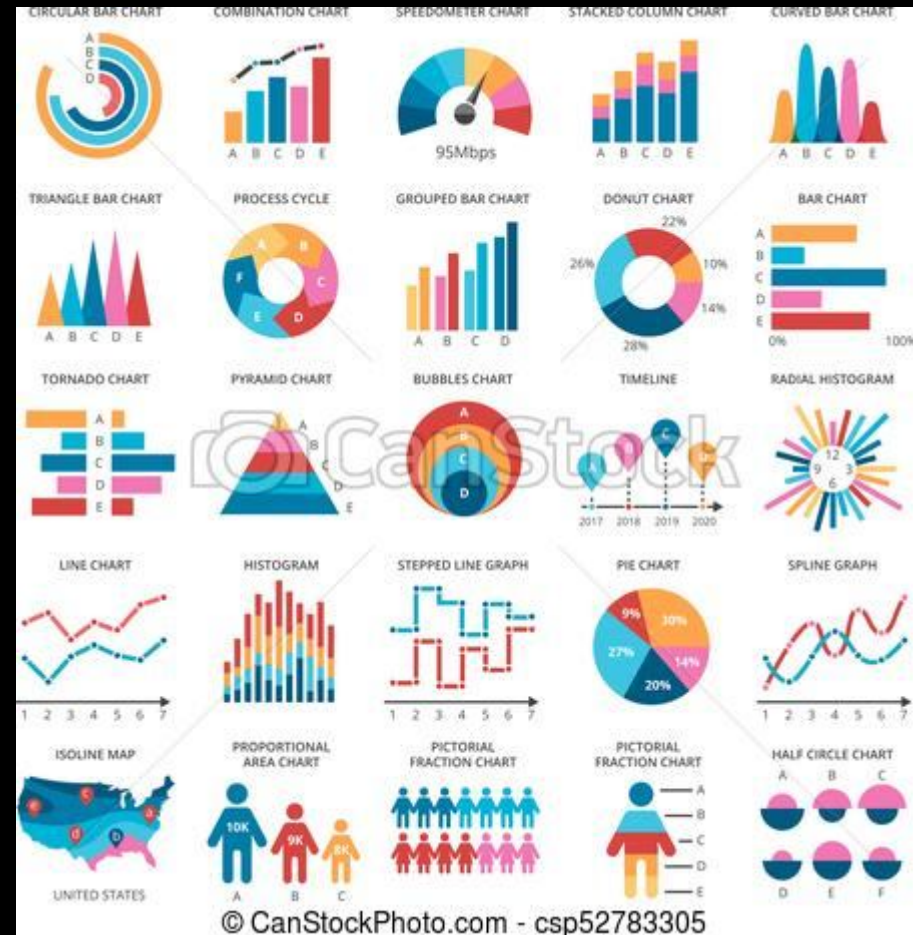 CIRCULAR BAR CHART
COMBINATION CHART
SPEEDOMETER CHART
STACKED COLUMN CHART
CURVED BAR CHART
A
B
C
D
A B C D E
95Mbps
A B C D E
A B C D E
TRIANGLE BAR CHART
PROCESS CYCLE
GROUPED BAR CHART
DONUT CHART
BAR CHART
A B C D E
A
B
C
D
E
F
A B C D
22%
10%
14%
28%
26%
A
B
C
D
E
0% 100%
TORNADO CHART
PYRAMID CHART
BUBBLES CHART
TIMELINE
RADIAL HISTOGRAM
A
B
C
D
E
A
B
C
D
E
A
B
C
D
A
B
C
D
2017 2018 2019 2020
12
3
6
9
CanStock
LINE CHART
HISTOGRAM
STEPPED LINE GRAPH
PIE CHART
SPLINE GRAPH
1 2 3 4 5 6 7
1 2 3 4 5 6 7
9%
30%
14%
20%
27%
1 2 3 4 5 6 7
ISOLINE MAP
PROPORTIONAL
AREA CHART
PICTORIAL
FRACTION CHART
PICTORIAL
FRACTION CHART
HALF CIRCLE CHART
e
c
a
d
b
UNITED STATES
10K
9K
8K
A B C
A
B
C
D
E
A B C
D E F
© CanStockPhoto.com - csp52783305